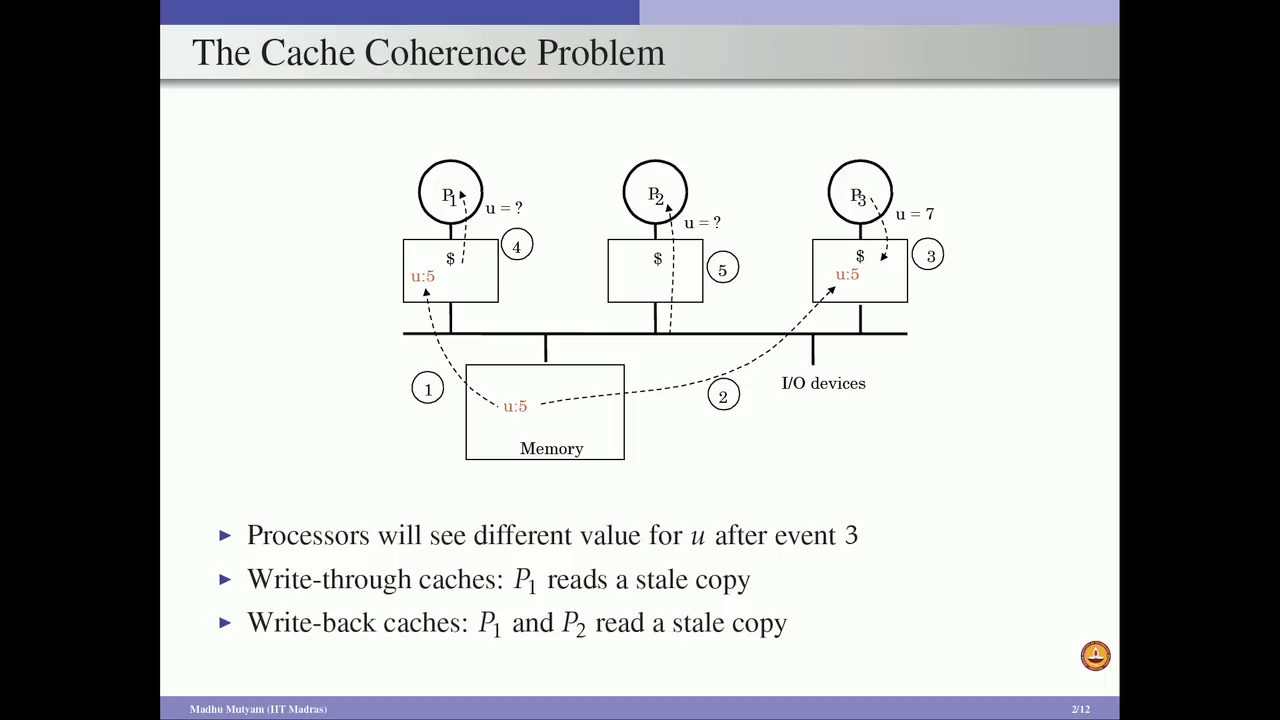 The Cache Coherence Problem
P1
u = ?
P2
u = ?
P3
u = 7
$
u:5
4
$
5
$
u:5
3
1
u:5
Memory
2
I/O devices
Processors will see different value for u after event 3
Write-through caches: P1 reads a stale copy
Write-back caches: P1 and P2 read a stale copy
Madhu Mutyam (IIT Madras)
2/12